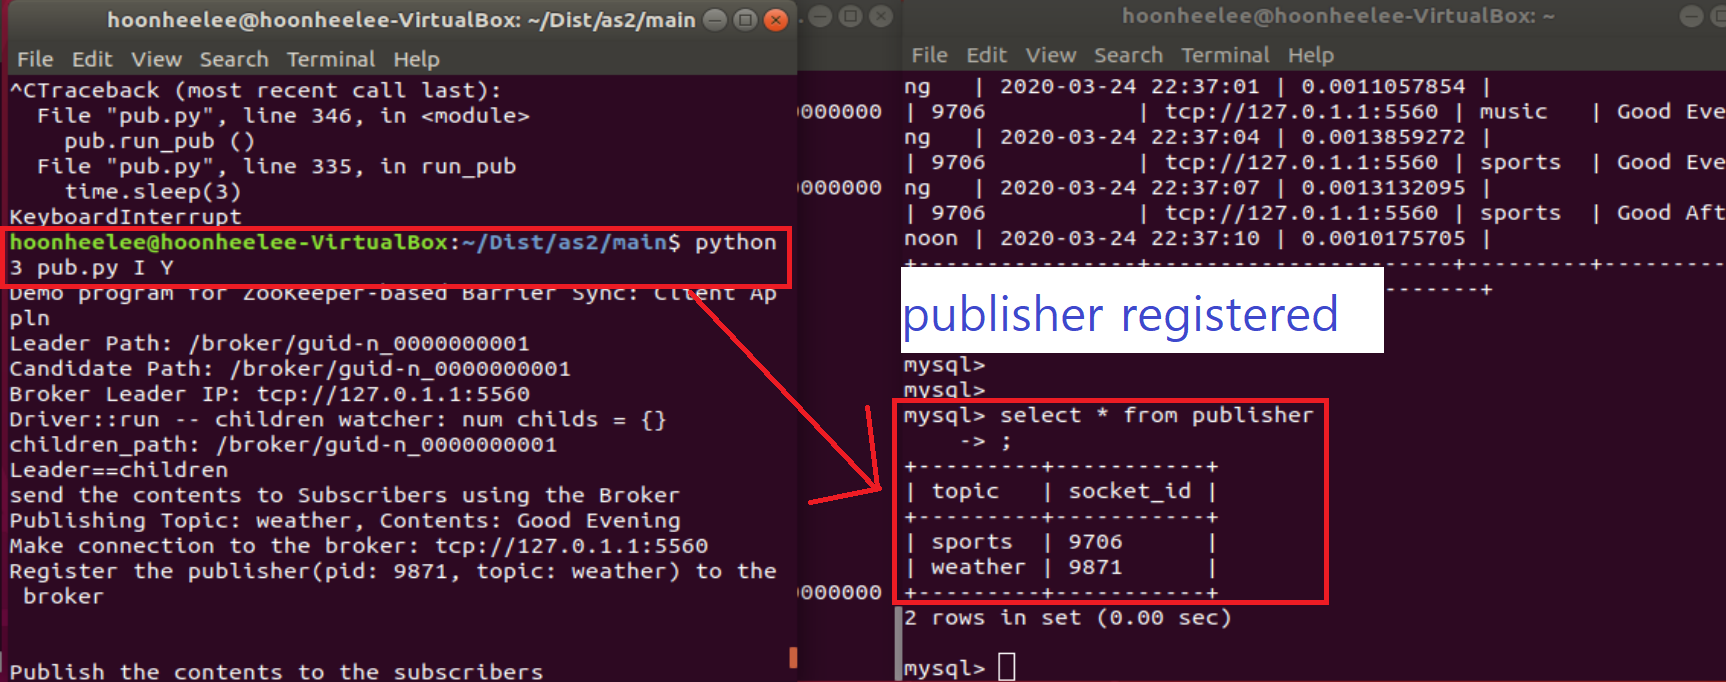 hoonheelee@hoonheelee-VirtualBox: ~/Dist/as2/main
File Edit View Search Terminal Help
^CTraceback (most recent call last):
  File "pub.py", line 346, in <module>
    pub.run_pub ()
  File "pub.py", line 335, in run_pub
    time.sleep(3)
KeyboardInterrupt
hoonheelee@hoonheelee-VirtualBox:~/Dist/as2/main$ python
3 pub.py I Y
Demo program for ZooKeeper-based Barrier Sync: Client Ap
pln
Leader Path: /broker/guid-n_0000000001
Candidate Path: /broker/guid-n_0000000001
Broker Leader IP: tcp://127.0.1.1:5560
Driver::run -- children watcher: num childs = {}
children_path: /broker/guid-n_0000000001
Leader==children
send the contents to Subscribers using the Broker
Publishing Topic: weather, Contents: Good Evening
Make connection to the broker: tcp://127.0.1.1:5560
Register the publisher(pid: 9871, topic: weather) to the
 broker
Publish the contents to the subscribers
0000000
0000000
0000000
hoonheelee@hoonheelee-VirtualBox: ~
File Edit View Search Terminal Help
ng   | 2020-03-24 22:37:01 | 0.0011057854 |
| 9706           | tcp://127.0.1.1:5560 | music   | Good Eve
ng   | 2020-03-24 22:37:04 | 0.0013859272 |
| 9706           | tcp://127.0.1.1:5560 | sports  | Good Eve
ng   | 2020-03-24 22:37:07 | 0.0013132095 |
| 9706           | tcp://127.0.1.1:5560 | sports  | Good Aft
noon | 2020-03-24 22:37:10 | 0.0010175705 |
+----------------+----------------------+---------+---------
-------+
publisher registered
mysql>
mysql>
mysql> select * from publisher
    -> ;
+---------+-----------+
| topic   | socket_id |
+---------+-----------+
| sports  | 9706      |
| weather | 9871      |
+---------+-----------+
2 rows in set (0.00 sec)
mysql>